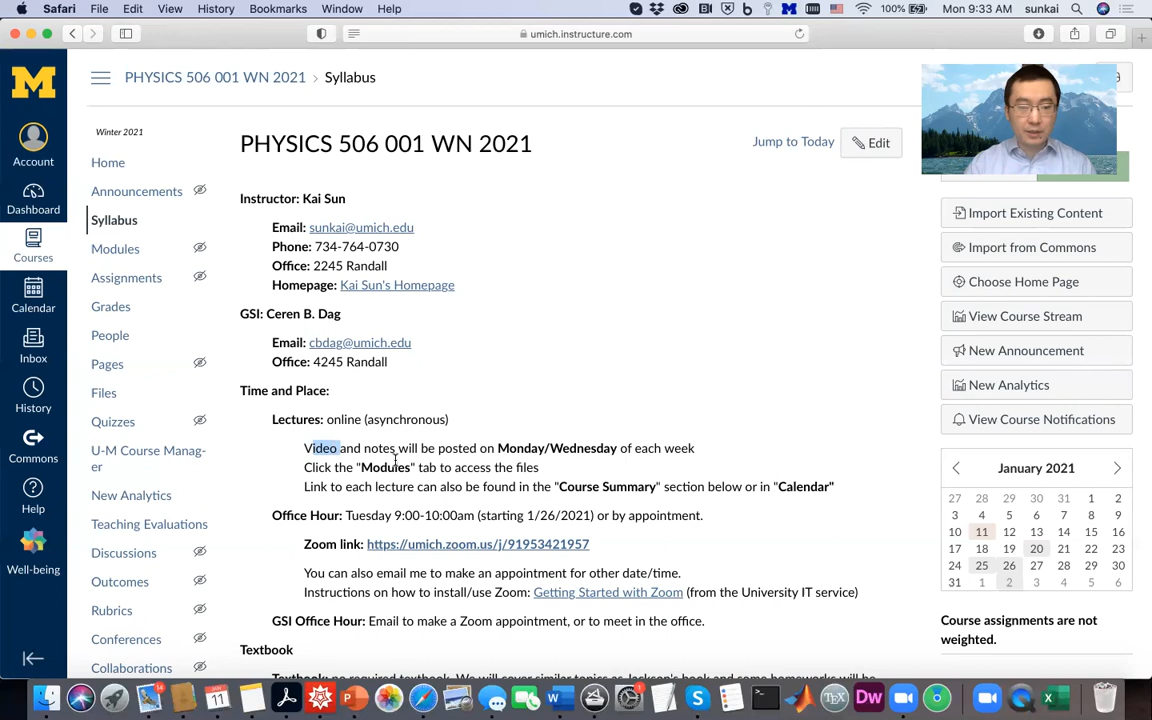 Safari File Edit View History Bookmarks Window Help 100% Mon 9:33 AM sunkai
umich.instructure.com
PHYSICS 506 001 WN 2021 › Syllabus
Account
Dashboard
Courses
Calendar
Inbox
History
Commons
Help
Well-being
Winter 2021
Home
Announcements
Syllabus
Modules
Assignments
Grades
People
Pages
Files
Quizzes
U-M Course Manag-
er
New Analytics
Teaching Evaluations
Discussions
Outcomes
Rubrics
Conferences
Collaborations
PHYSICS 506 001 WN 2021
Jump to Today
Edit
Instructor: Kai Sun
Email: sunkai@umich.edu
Phone: 734-764-0730
Office: 2245 Randall
Homepage: Kai Sun's Homepage
GSI: Ceren B. Dag
Email: cbdag@umich.edu
Office: 4245 Randall
Time and Place:
Lectures: online (asynchronous)
Video and notes will be posted on Monday/Wednesday of each week
Click the "Modules" tab to access the files
Link to each lecture can also be found in the "Course Summary" section below or in "Calendar"
Office Hour: Tuesday 9:00-10:00am (starting 1/26/2021) or by appointment.
Zoom link: https://umich.zoom.us/j/91953421957
You can also email me to make an appointment for other date/time.
Instructions on how to install/use Zoom: Getting Started with Zoom (from the University IT service)
GSI Office Hour: Email to make a Zoom appointment, or to meet in the office.
Textbook
Import Existing Content
Import from Commons
Choose Home Page
View Course Stream
New Announcement
New Analytics
View Course Notifications
January 2021
27 28 29 30 31 1 2
3 4 5 6 7 8 9
10 11 12 13 14 15 16
17 18 19 20 21 22 23
24 25 26 27 28 29 30
31 1 2 3 4 5 6
Course assignments are not
weighted.